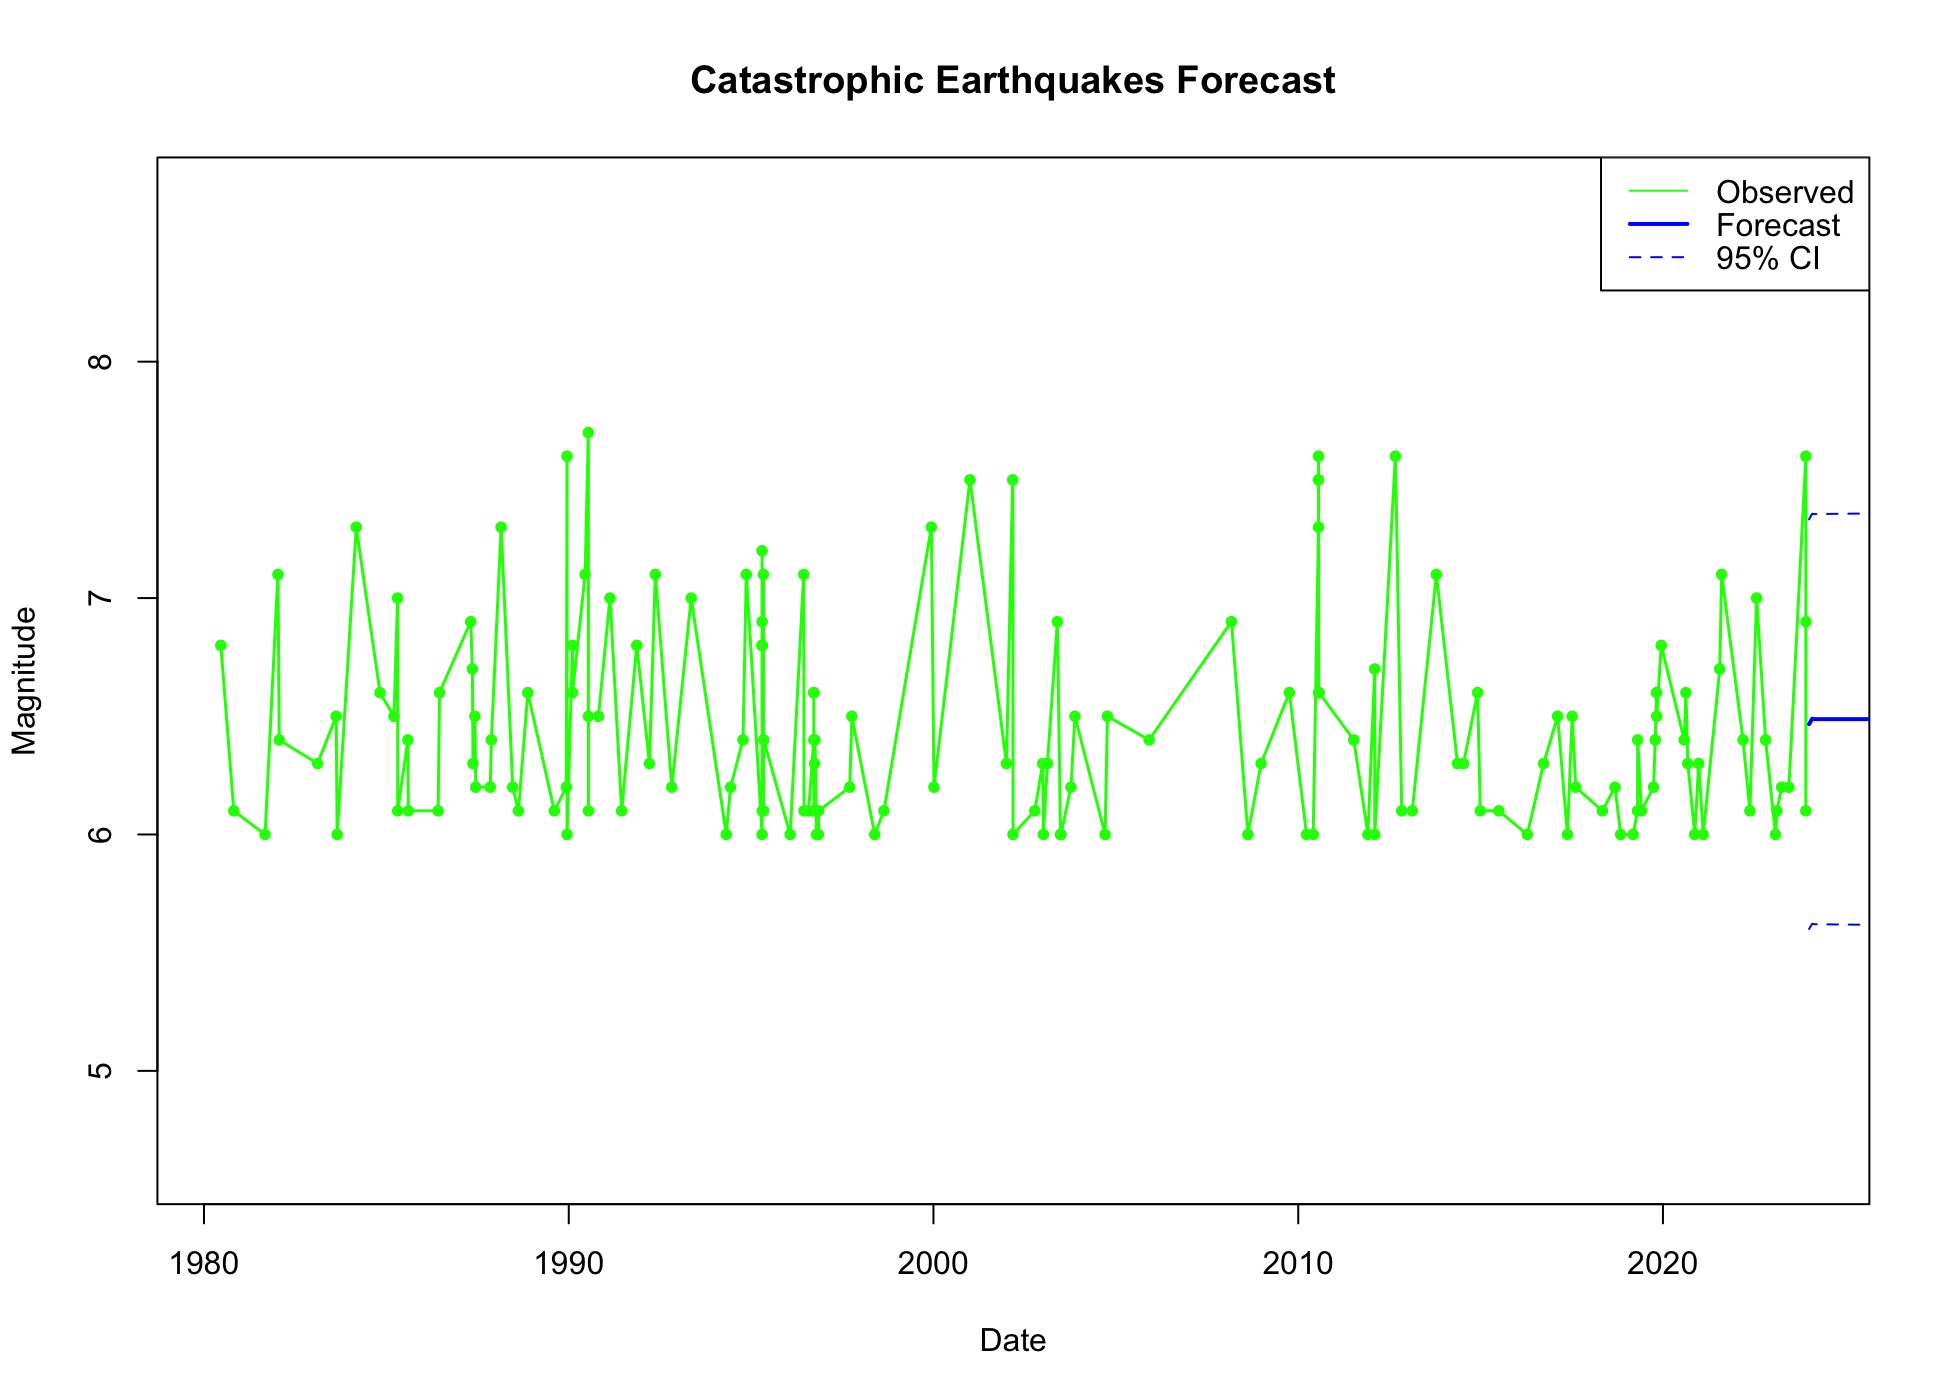 Catastrophic Earthquakes Forecast
Observed
Forecast
95% CI
Magnitude
8
7
6
5
1980 1990 2000 2010 2020
Date